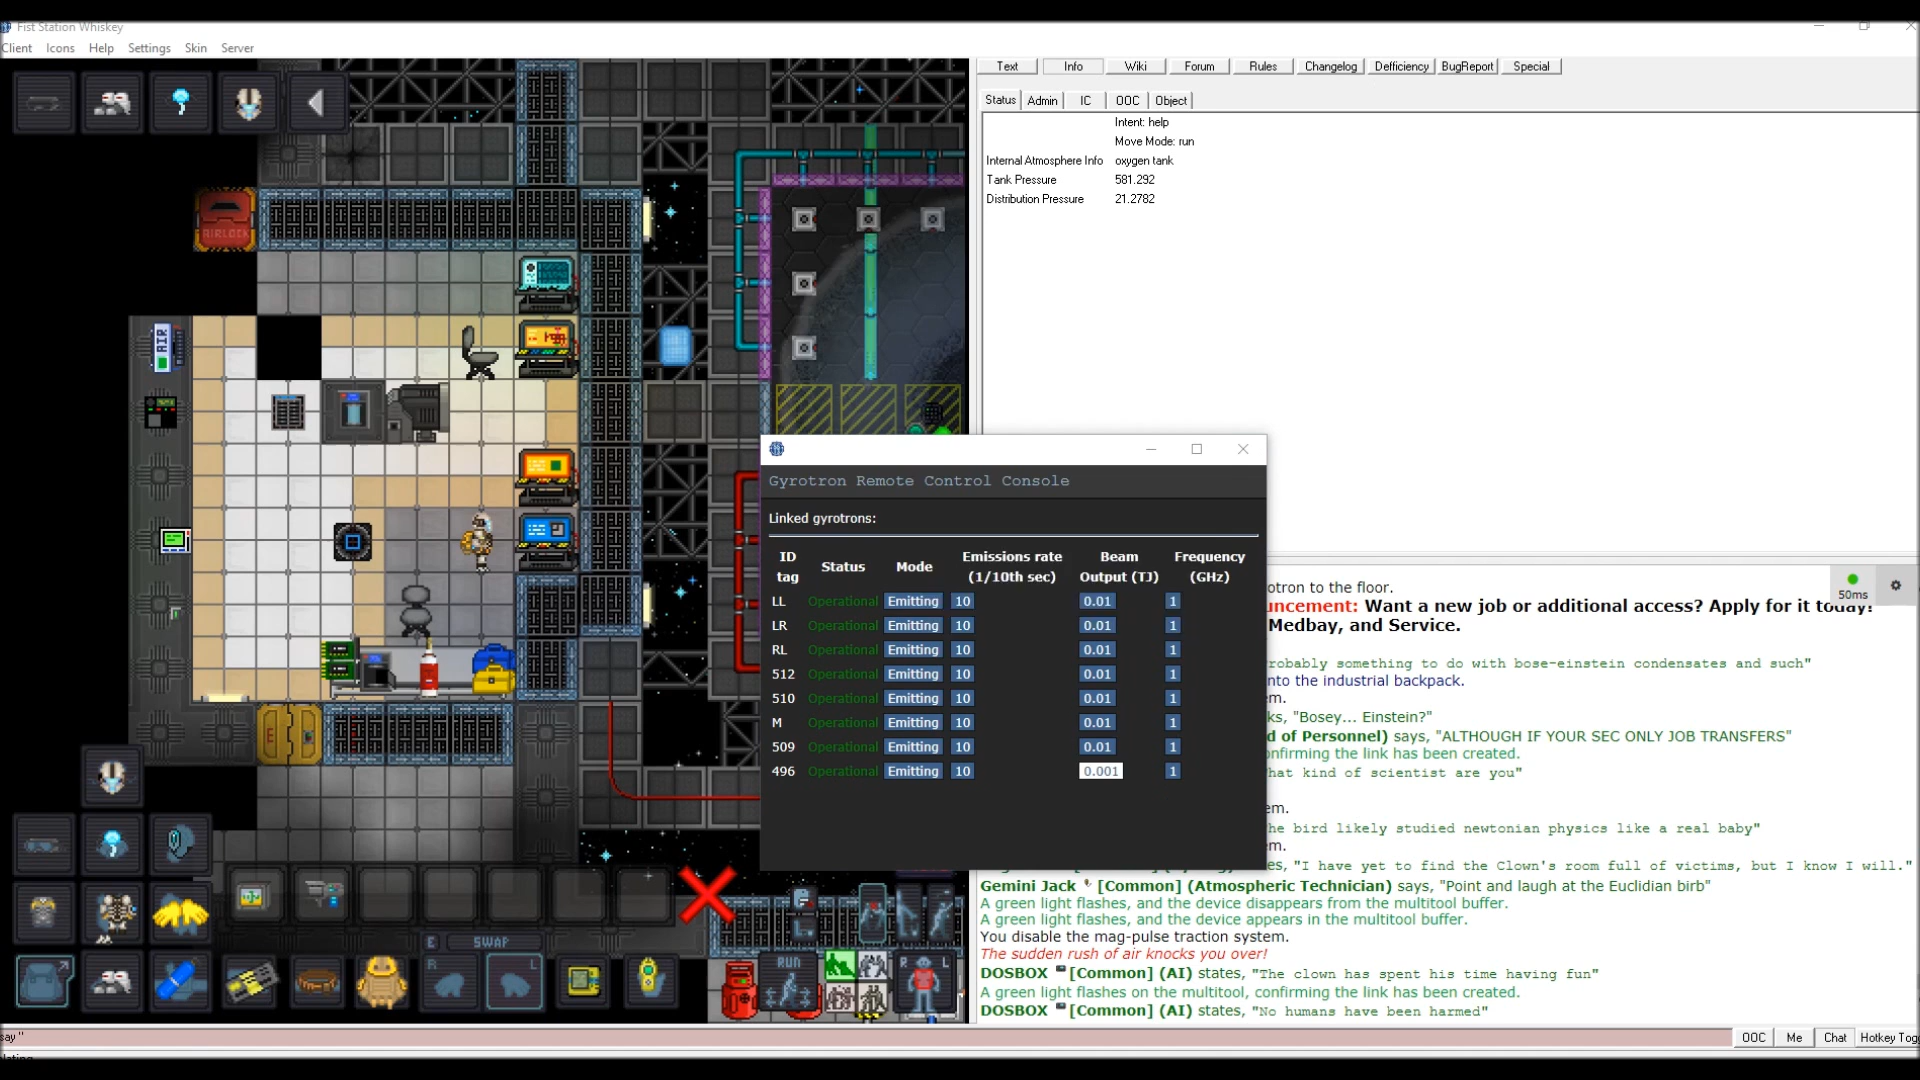 Fist Station Whiskey
Client Icons Help Settings Skin Server
Text Info Wiki Forum Rules Changelog Defficiency BugReport Special
Status Admin IC OOC Object
Intent: help
Move Mode: run
Internal Atmosphere Info oxygen tank
Tank Pressure 581.292
Distribution Pressure 21.2782
AIRLOCK
AIR
Gyrotron Remote Control Console
Linked gyrotrons:
ID tag Status Mode Emissions rate (1/10th sec) Beam Output (TJ) Frequency (GHz)
LL Operational Emitting 10 0.01 1
LR Operational Emitting 10 0.01 1
RL Operational Emitting 10 0.01 1
512 Operational Emitting 10 0.01 1
510 Operational Emitting 10 0.01 1
M Operational Emitting 10 0.01 1
509 Operational Emitting 10 0.01 1
496 Operational Emitting 10 0.001 1
50ms
otron to the floor.
uncement: Want a new job or additional access? Apply for it today!
Medbay, and Service.
robably something to do with bose-einstein condensates and such"
nto the industrial backpack.
em.
ks, "Bosey... Einstein?"
d of Personnel) says, "ALTHOUGH IF YOUR SEC ONLY JOB TRANSFERS"
onfirming the link has been created.
hat kind of scientist are you"
em.
he bird likely studied newtonian physics like a real baby"
em.
es, "I have yet to find the Clown's room full of victims, but I know I will."
Gemini Jack [Common] (Atmospheric Technician) says, "Point and laugh at the Euclidian birb"
A green light flashes, and the device disappears from the multitool buffer.
A green light flashes, and the device appears in the multitool buffer.
You disable the mag-pulse traction system.
The sudden rush of air knocks you over!
DOSBOX [Common] (AI) states, "The clown has spent his time having fun"
A green light flashes on the multitool, confirming the link has been created.
DOSBOX [Common] (AI) states, "No humans have been harmed"
E SWAP
R L
RUN
R L
say "
OOC Me Chat Hotkey Togg